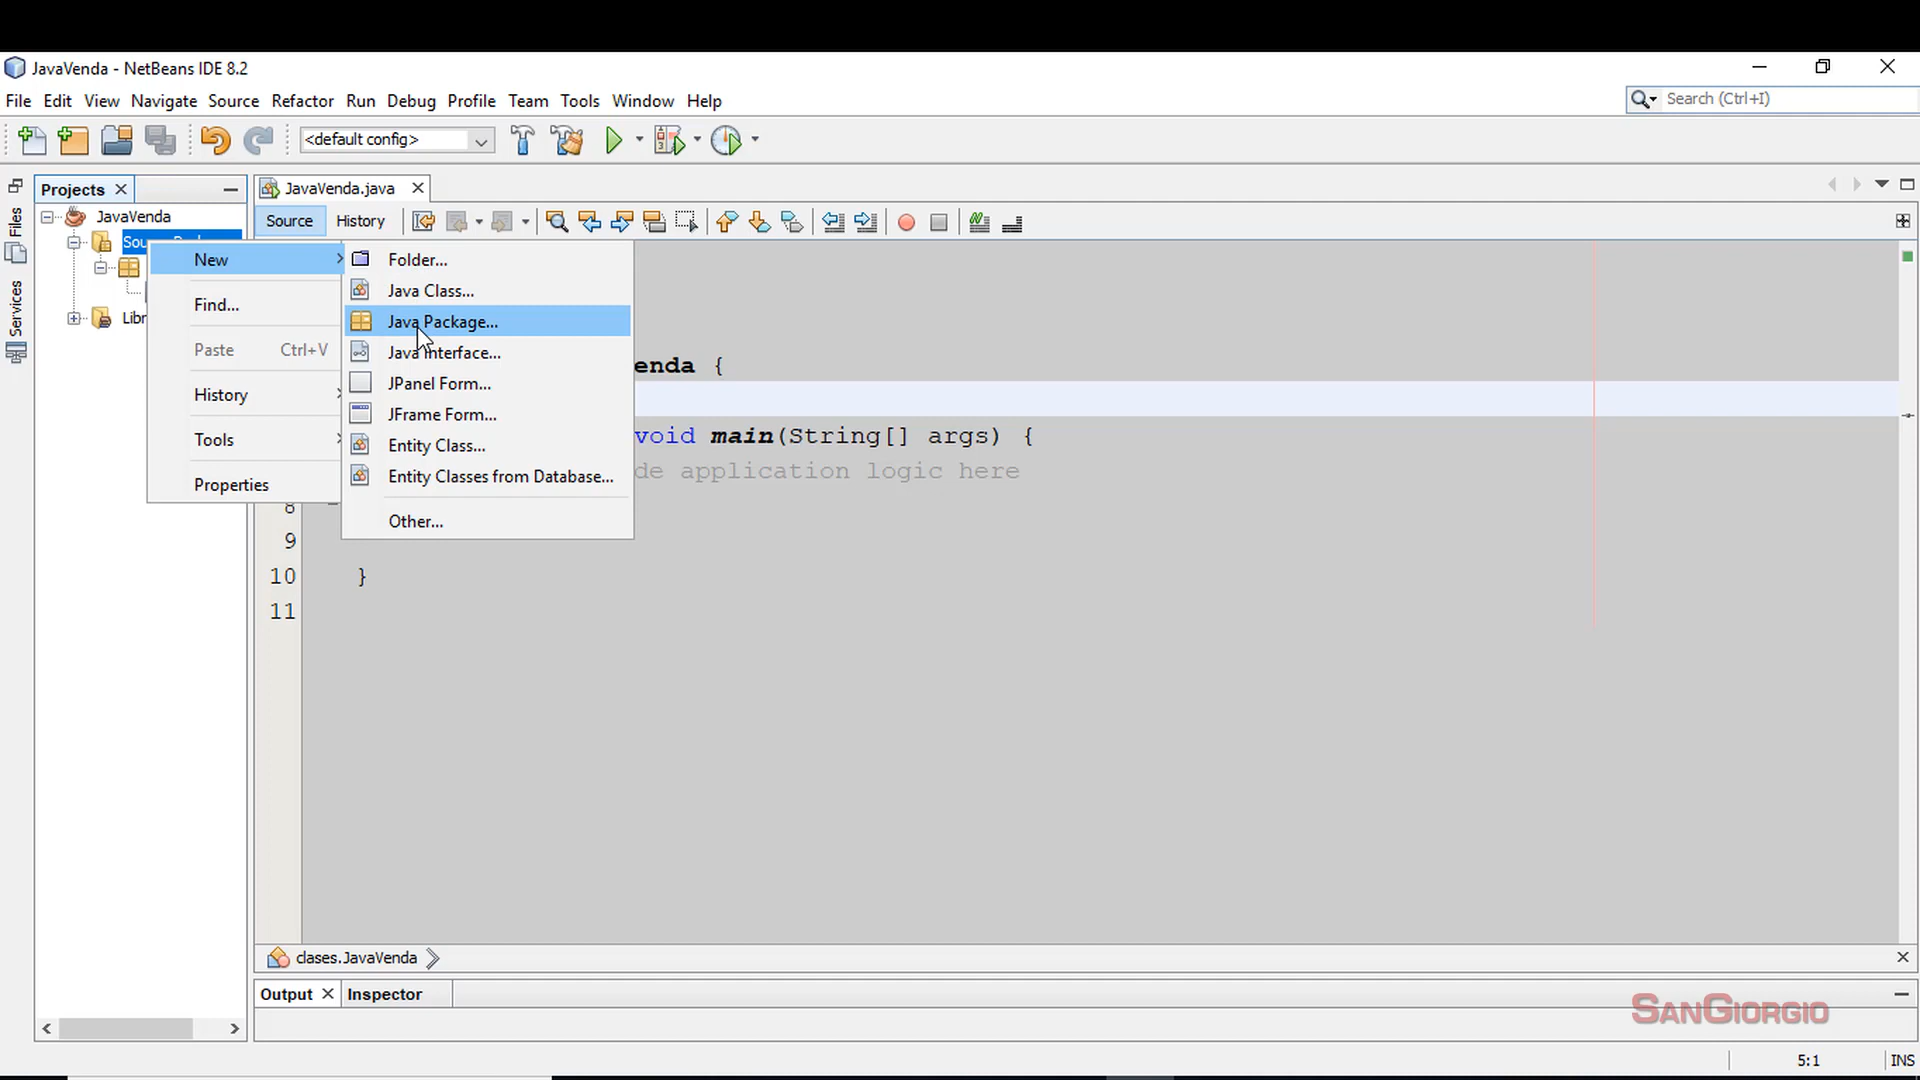 JavaVenda - NetBeans IDE 8.2
File Edit View Navigate Source Refactor Run Debug Profile Team Tools Window Help
Search (Ctrl+I)
<default config>
Projects
JavaVenda.java
Files
Services
JavaVenda
Source History
New
Find...
Paste Ctrl+V
History
Tools
Properties
Folder...
Java Class...
Java Package...
Java Interface...
JPanel Form...
JFrame Form...
Entity Class...
Entity Classes from Database...
Other...
enda {
void main(String[] args) {
de application logic here
8
9
10 }
11
clases.JavaVenda
Output Inspector
SanGiorgio
5:1 INS